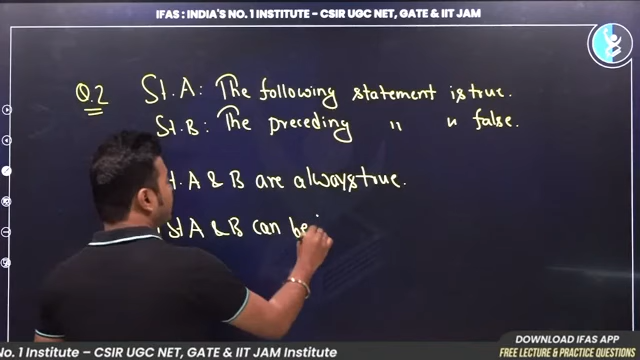 IFAS : INDIA'S NO. 1 INSTITUTE – CSIR UGC NET, GATE & IIT JAM
Q.2 St.A: The following statement is true.
St.B: The preceding " " false.
t.A & B are always true.
St A & B can be
DOWNLOAD IFAS APP
No. 1 Institute – CSIR UGC NET, GATE & IIT JAM Institute
FREE LECTURE & PRACTICE QUESTIONS